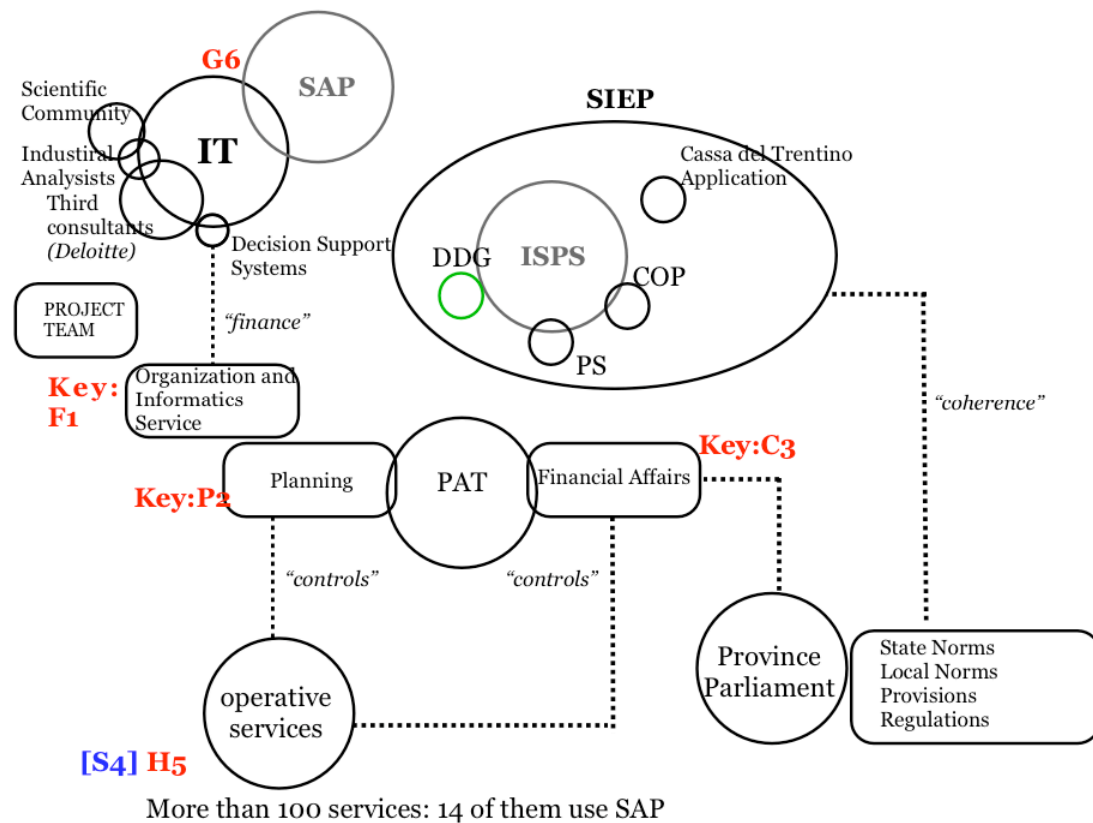 G6
SAP
Scientific
Community
IT
Industiral
Analysists
Third
consultants
(Deloitte)
Decision Support
Systems
SIEP
Cassa del Trentino
Application
DDG
ISPS
COP
PS
PROJECT
TEAM
“finance”
Key:
F1
Organization and
Informatics
Service
“coherence”
Key:P2
Planning
PAT
Financial Affairs
Key:C3
“controls”
“controls”
operative
services
Province
Parliament
State Norms
Local Norms
Provisions
Regulations
[S4] H5
More than 100 services: 14 of them use SAP